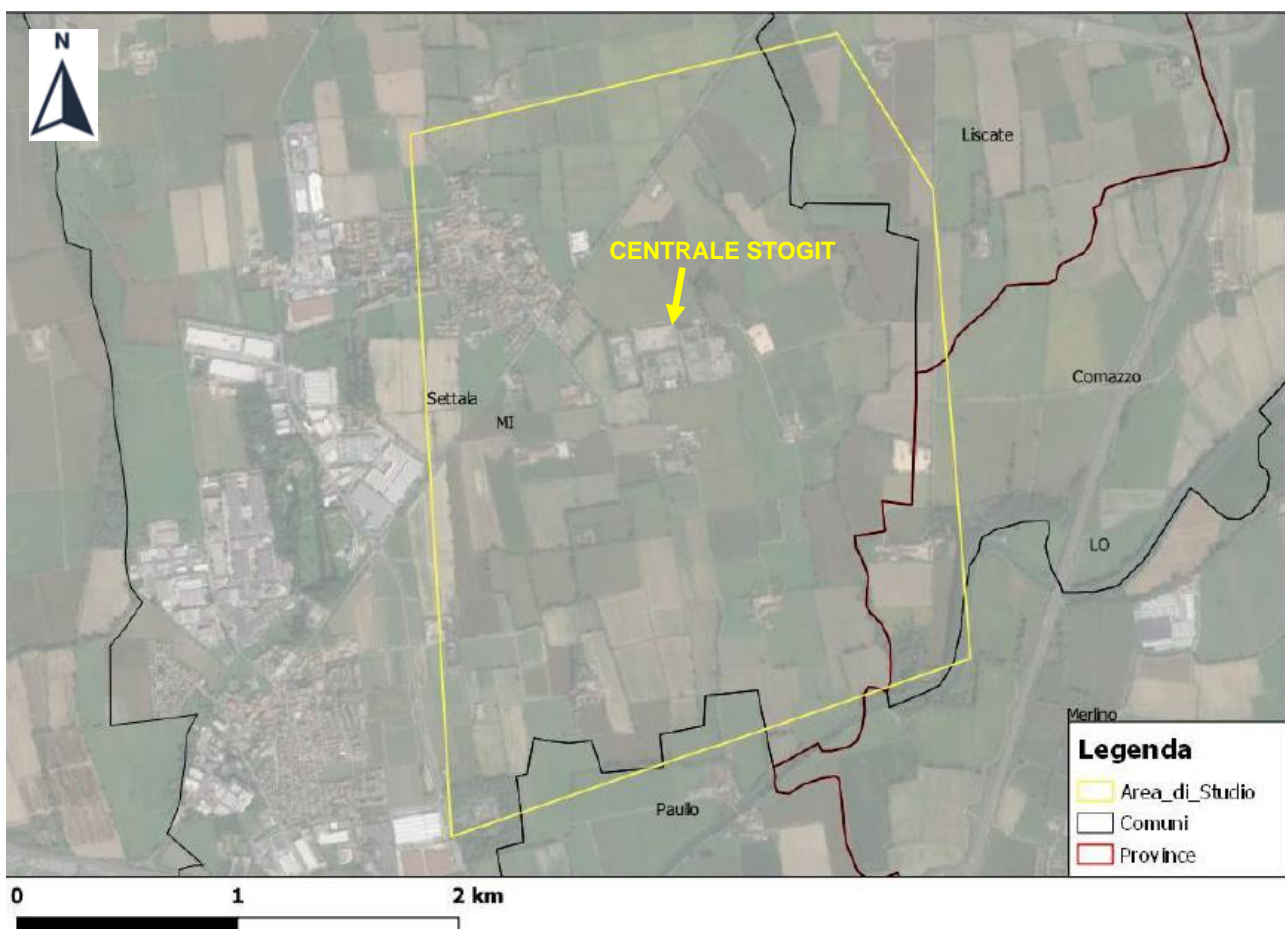 N
Liscate
CENTRALE STOGIT
Comazzo
Settala
MI
LO
Merlino
Paullo
Legenda
Area_di_Studio
Comuni
Province
0 1 2 km